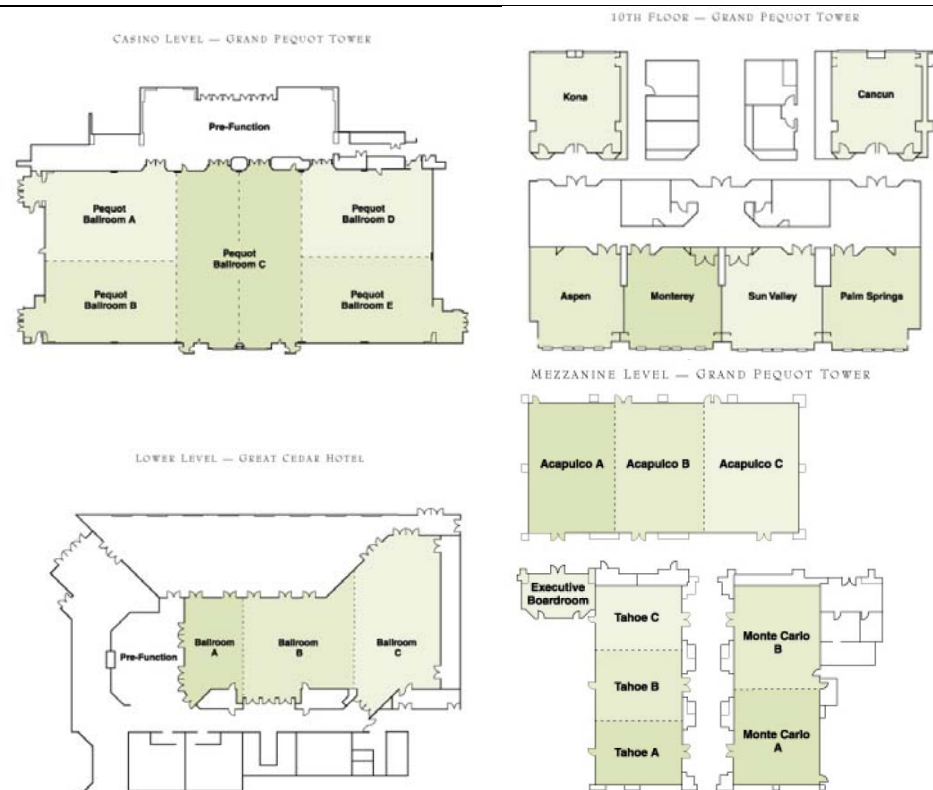 CASINO LEVEL — GRAND PEQUOT TOWER
Pre-Function
Pequot
Ballroom A
Pequot
Ballroom D
Pequot
Ballroom C
Pequot
Ballroom B
Pequot
Ballroom E
10TH FLOOR — GRAND PEQUOT TOWER
Kona
Cancun
Aspen
Monterey
Sun Valley
Palm Springs
MEZZANINE LEVEL — GRAND PEQUOT TOWER
Acapulco A
Acapulco B
Acapulco C
Executive
Boardroom
Tahoe C
Tahoe B
Tahoe A
Monte Carlo
B
Monte Carlo
A
LOWER LEVEL — GREAT CEDAR HOTEL
Pre-Function
Ballroom
A
Ballroom
B
Ballroom
C